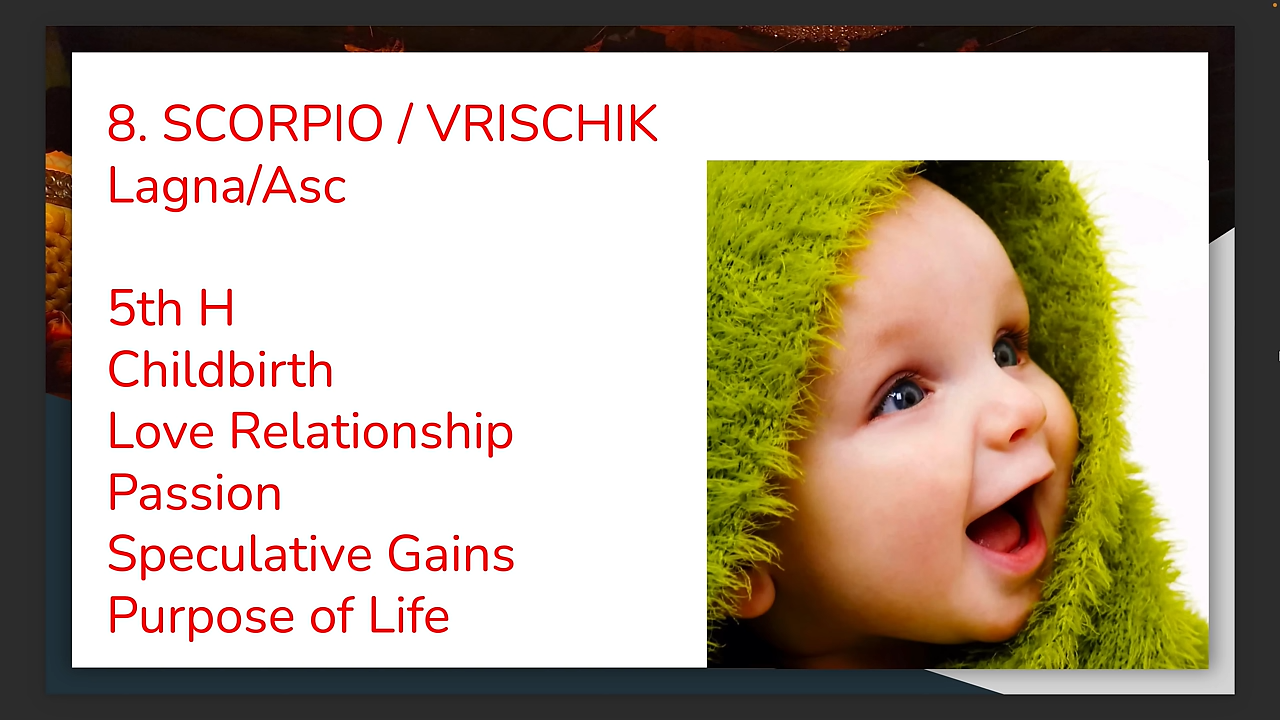 8. SCORPIO / VRISCHIK
Lagna/Asc
5th H
Childbirth
Love Relationship
Passion
Speculative Gains
Purpose of Life